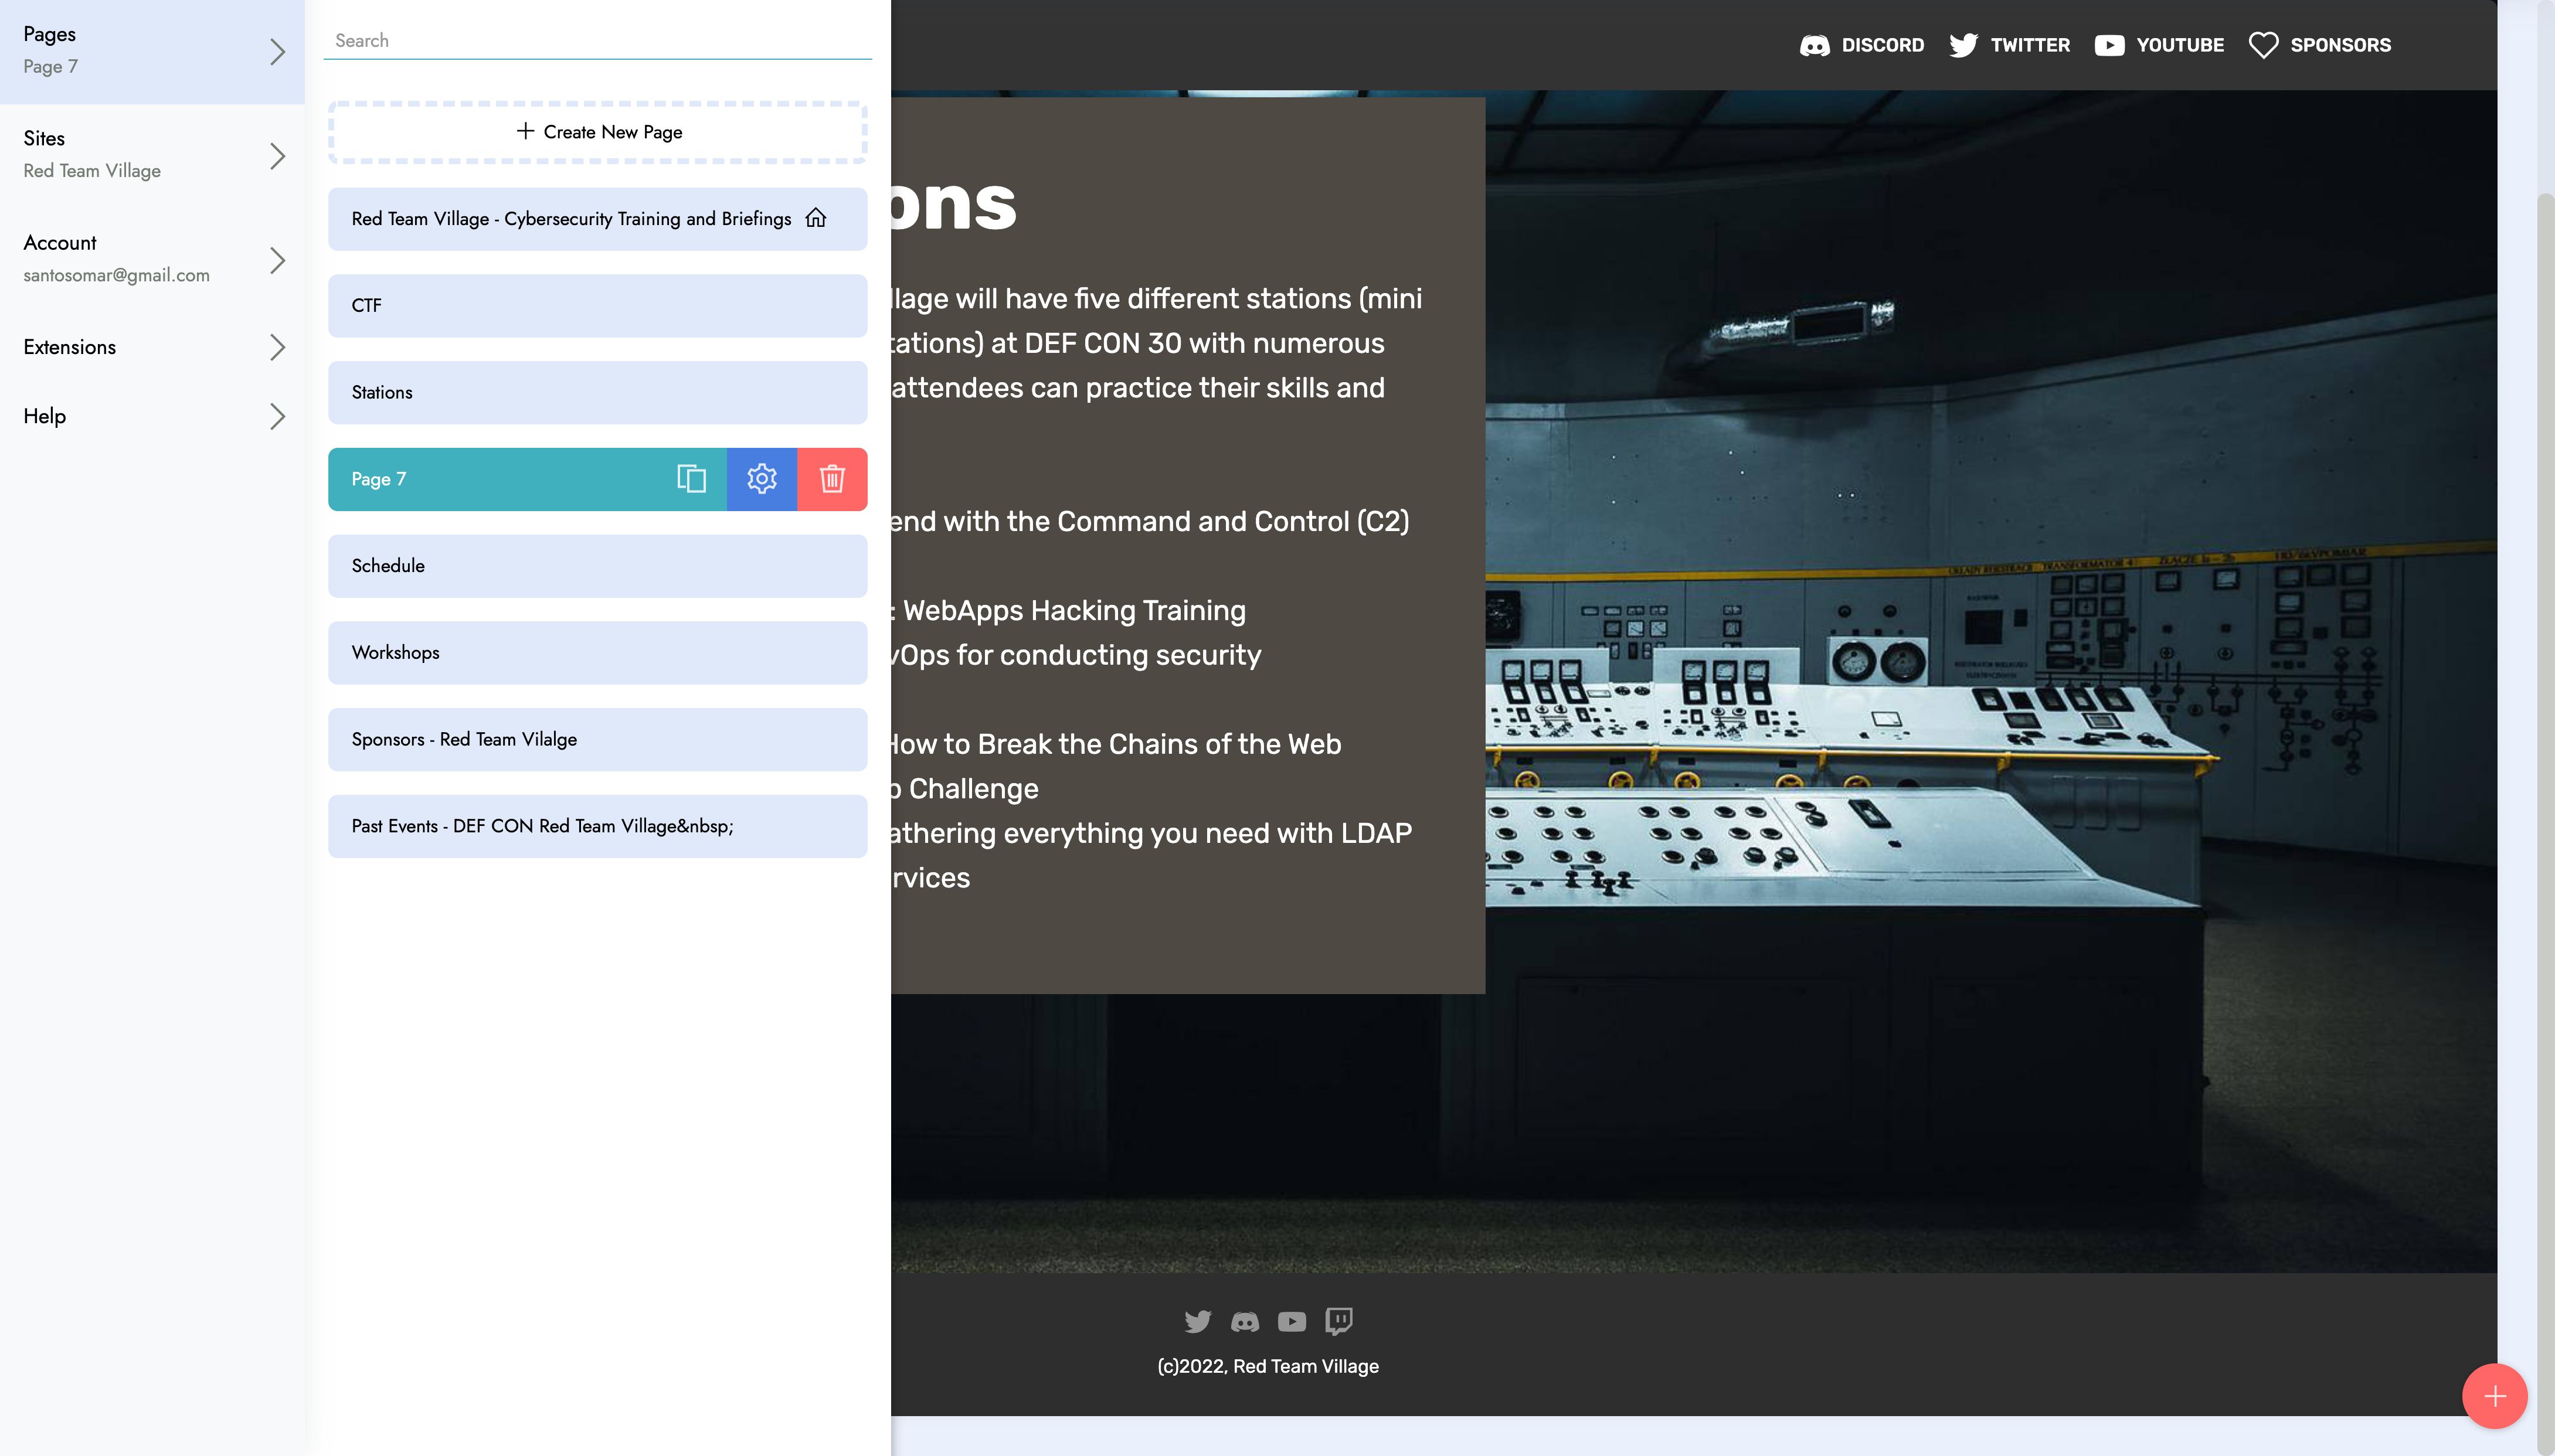 Pages
Page 7
Sites
Red Team Village
Account
santosomar@gmail.com
Extensions
Help
Search
Create New Page
Red Team Village - Cybersecurity Training and Briefings
CTF
Stations
Page 7
Schedule
Workshops
Sponsors - Red Team Vilalge
Past Events - DEF CON Red Team Village&nbsp;
DISCORD TWITTER YOUTUBE SPONSORS
ons
llage will have five different stations (mini
tations) at DEF CON 30 with numerous
attendees can practice their skills and
end with the Command and Control (C2)
: WebApps Hacking Training
vOps for conducting security
How to Break the Chains of the Web
p Challenge
athering everything you need with LDAP
rvices
(c)2022, Red Team Village